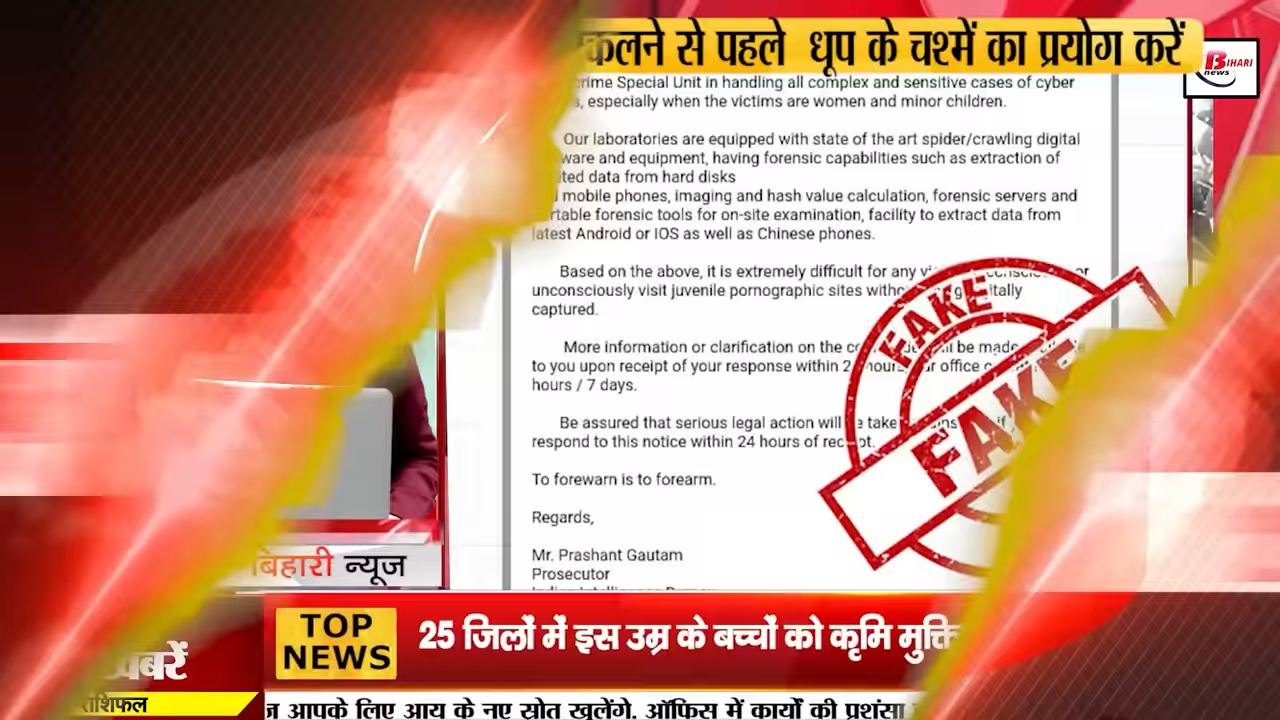 कलने से पहले धूप के चश्में का प्रयोग करें
BIHARI
news
Crime Special Unit in handling all complex and sensitive cases of cyber
especially when the victims are women and minor children.
Our laboratories are equipped with state of the art spider/crawling digital
ware and equipment, having forensic capabilities such as extraction of
ted data from hard disks
mobile phones, imaging and hash value calculation, forensic servers and
table forensic tools for on-site examination, facility to extract data from
latest Android or IOS as well as Chinese phones.
Based on the above, it is extremely difficult for any
unconsciously visit juvenile pornographic sites
captured.
More information or clarification on the
be made
to you upon receipt of your response within
office
hours / 7 days.
Be assured that serious legal action will be
respond to this notice within 24 hours of
To forewarn is to forearm.
Regards,
Mr. Prashant Gautam
Prosecutor
FAKE
FAKE
बिहारी न्यूज
TOP
NEWS
25 जिलों में इस उम्र के बच्चों को कृमि मुक्ति
खबरें
राशिफल
ज आपके लिए आय के नए स्रोत खुलेंगे. ऑफिस में कार्यों की प्रशंसा